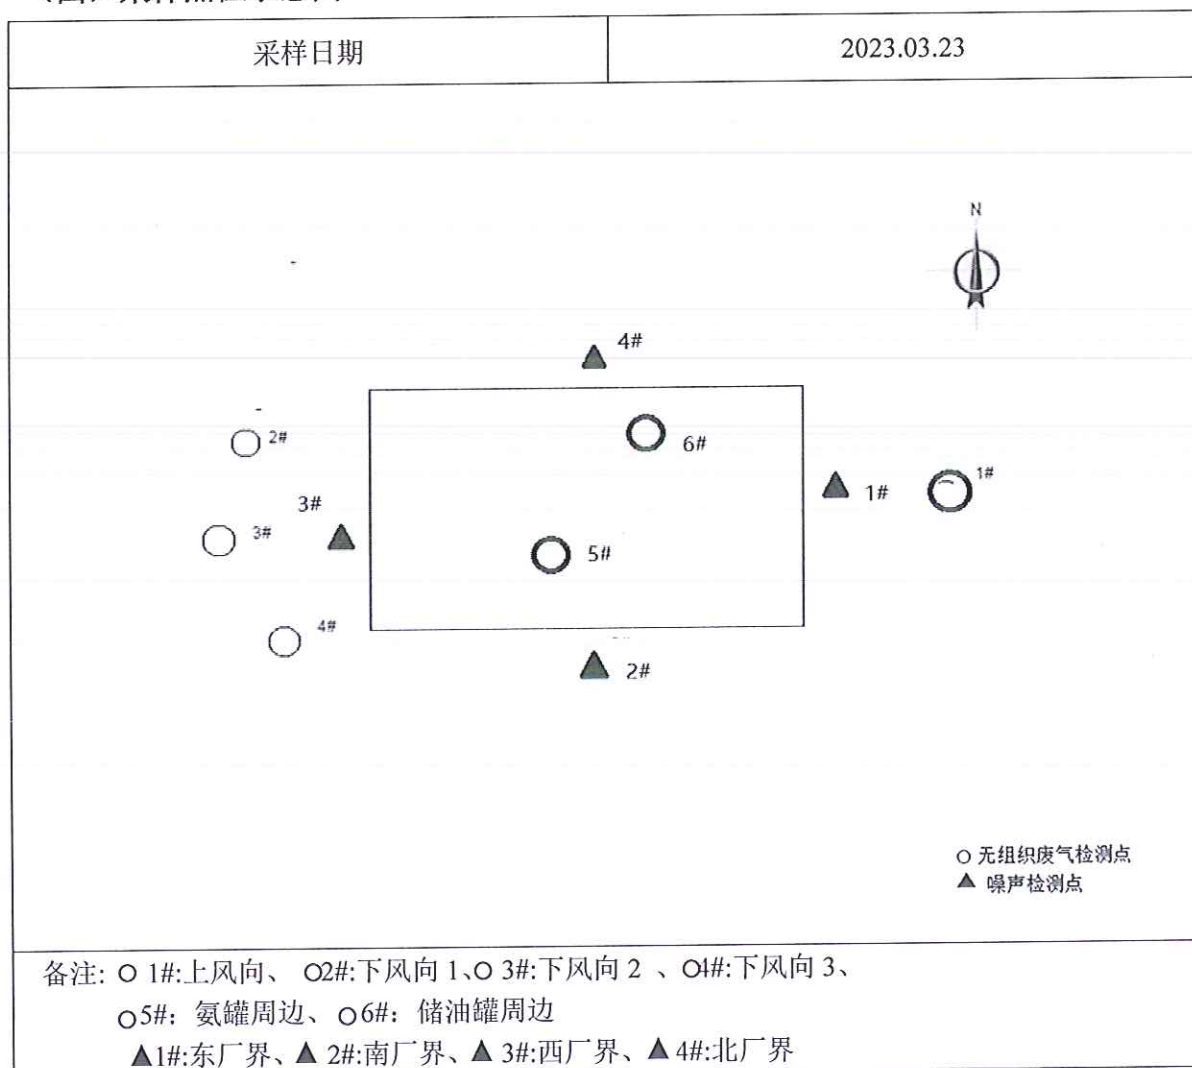 采样日期
2023.03.23
N
4#
2#
6#
1#
1#
3#
3#
5#
4#
2#
○ 无组织废气检测点
▲ 噪声检测点
备注: ○ 1#:上风向、 ○2#:下风向 1、○ 3#:下风向 2 、○4#:下风向 3、
○5#: 氨罐周边、○6#: 储油罐周边
▲1#:东厂界、▲ 2#:南厂界、▲ 3#:西厂界、▲ 4#:北厂界